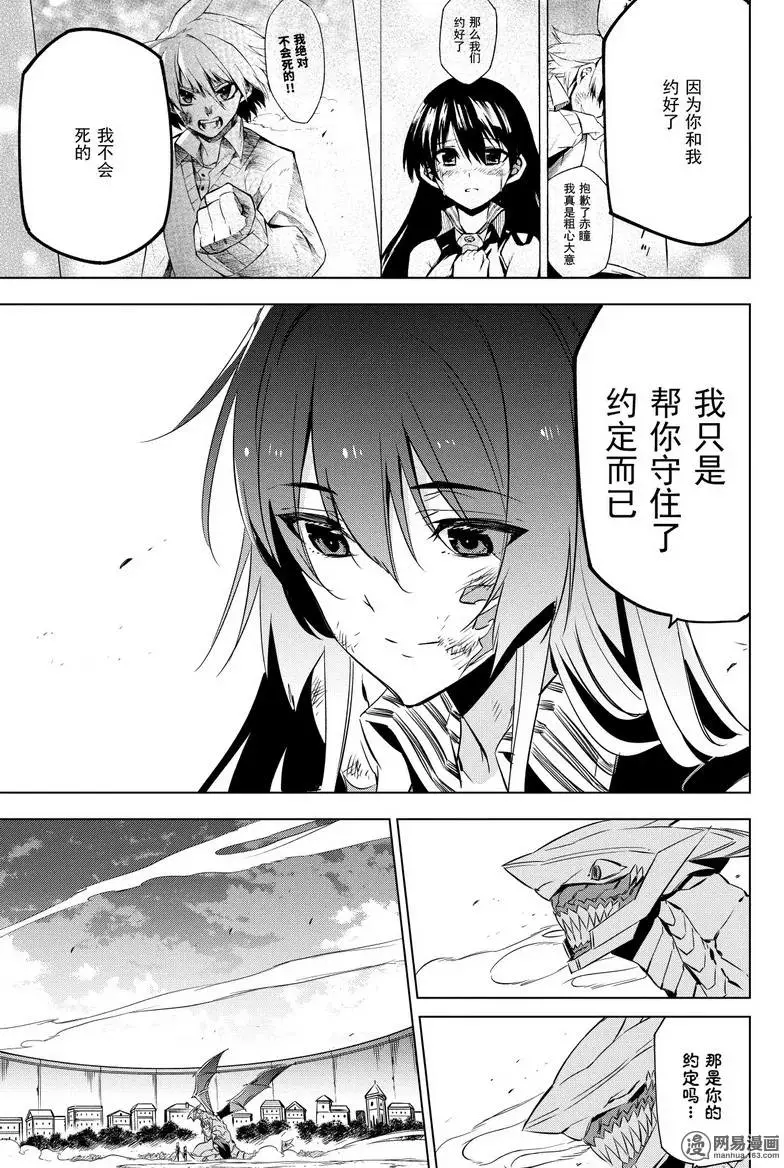 因为你和我
约好了
抱歉了赤瞳
我真是粗心大意
那么我们
约好了
我绝对
不会死的!!
我不会
死的
我只是
帮你守住了
约定而已
那是你的
约定吗…
漫 网易漫画
manhua.163.com